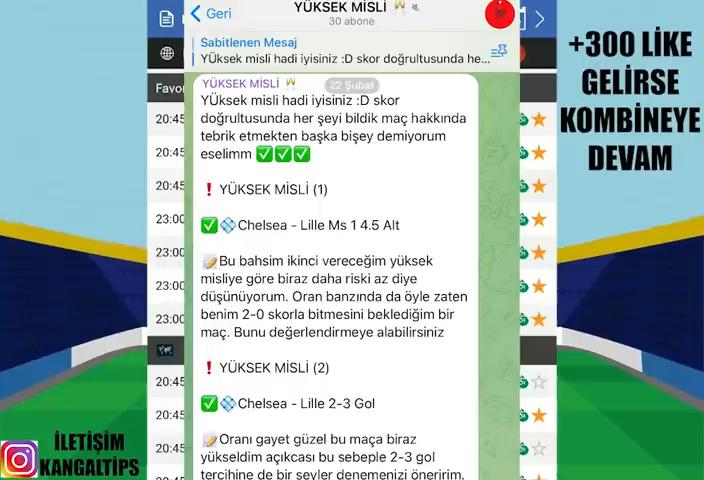 Geri
YÜKSEK MİSLİ 🥂
30 abone
Sabitlenen Mesaj
YÜksek misli hadi iyisiniz :D skor doğrultusunda he...
Favor
22 Şubat
YÜKSEK MİSLİ 🥂
YÜksek misli hadi iyisiniz :D skor
doğrultusunda her şeyi bildik maç hakkında
tebrik etmekten başka bişey demiyorum
eselimm ✅✅✅
❗ YÜKSEK MİSLİ (1)
✅💠Chelsea - Lille Ms 1 4.5 Alt
📝Bu bahsim ikinci vereceğim yüksek
misliye göre biraz daha riski az diye
düşünüyorum. Oran banzında da öyle zaten
benim 2-0 skorla bitmesini beklediğim bir
maç. Bunu değerlendirmeye alabilirsiniz
❗ YÜKSEK MİSLİ (2)
✅💠Chelsea - Lille 2-3 Gol
📝Oranı gayet güzel bu maça biraz
yükseldim açıkcası bu sebeple 2-3 gol
tercihine de bir şeyler denemenizi öneririm.
20:45
20:45
20:45
23:00
23:00
23:00
23:00
20:45
20:45
20:45
20:45
+300 LİKE
GELİRSE
KOMBİNEYE
DEVAM
İLETİŞİM
KANGALTİPS